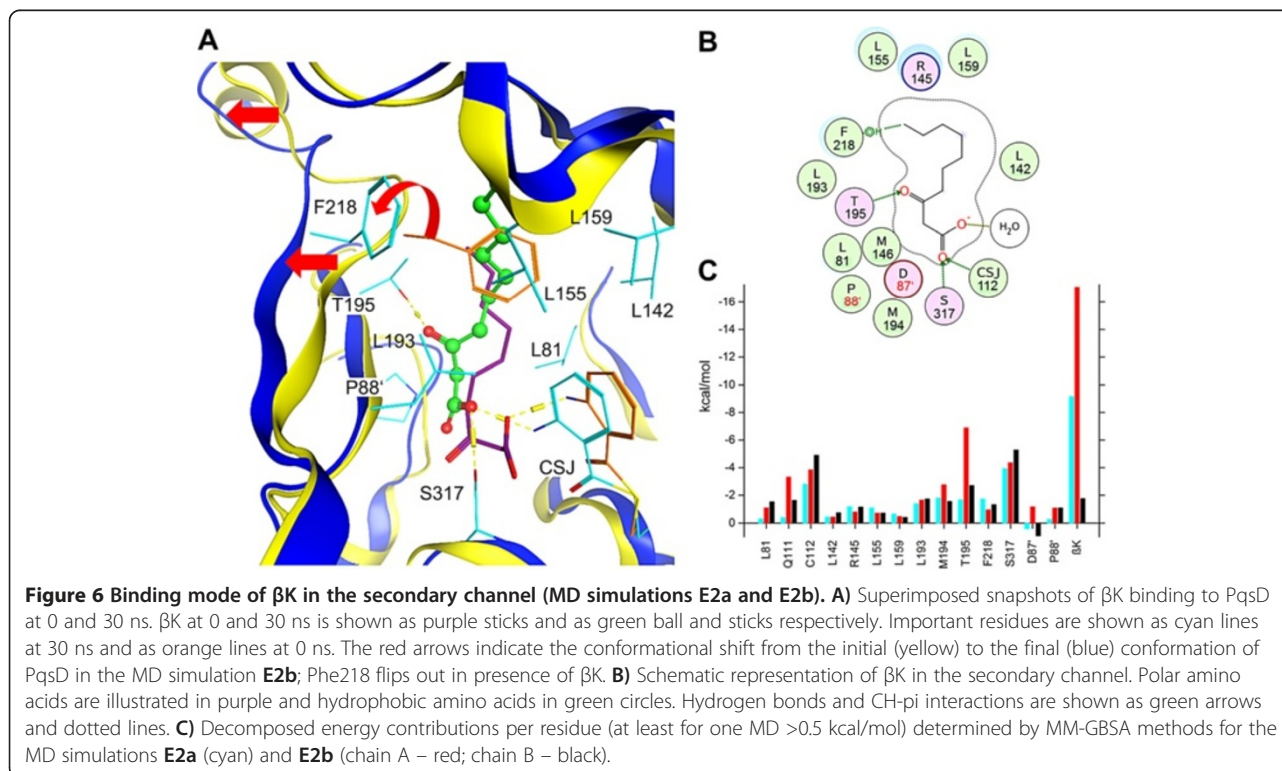 A
F218
T195
L193
P88'
S317
L159
L155
L142
L81
CSJ
B
L
155
R
145
L
159
F
218
H
L
193
T
195
L
142
L
81
M
146
P
88'
D
87'
M
194
S
317
CSJ
112
H₂O
O
O⁻
O
C
kcal/mol
-16
-14
-12
-10
-8
-6
-4
-2
0
L81
Q111
C112
L142
R145
L155
L159
L193
M194
T195
F218
S317
D87'
P88'
ßK
Figure 6 Binding mode of βK in the secondary channel (MD simulations E2a and E2b). A) Superimposed snapshots of βK binding to PqsD
at 0 and 30 ns. βK at 0 and 30 ns is shown as purple sticks and as green ball and sticks respectively. Important residues are shown as cyan lines
at 30 ns and as orange lines at 0 ns. The red arrows indicate the conformational shift from the initial (yellow) to the final (blue) conformation of
PqsD in the MD simulation E2b; Phe218 flips out in presence of βK. B) Schematic representation of βK in the secondary channel. Polar amino
acids are illustrated in purple and hydrophobic amino acids in green circles. Hydrogen bonds and CH-pi interactions are shown as green arrows
and dotted lines. C) Decomposed energy contributions per residue (at least for one MD >0.5 kcal/mol) determined by MM-GBSA methods for the
MD simulations E2a (cyan) and E2b (chain A – red; chain B – black).